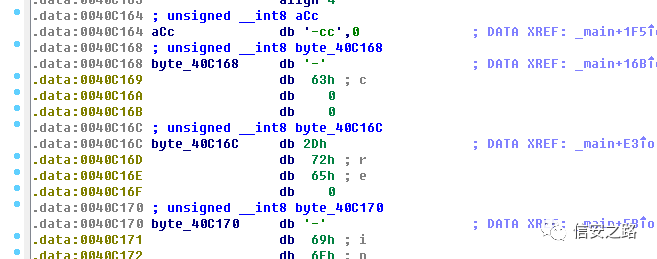 align 4
.data:0040C164 ; unsigned __int8 aCc
.data:0040C164 aCc db '-cc',0 ; DATA XREF: _main+1F5↑o
.data:0040C168 ; unsigned __int8 byte_40C168
.data:0040C168 byte_40C168 db '-' ; DATA XREF: _main+16B↑o
.data:0040C169 db 63h ; c
.data:0040C16A db 0
.data:0040C16B db 0
.data:0040C16C ; unsigned __int8 byte_40C16C
.data:0040C16C byte_40C16C db 2Dh ; DATA XREF: _main+E3↑o
.data:0040C16D db 72h ; r
.data:0040C16E db 65h ; e
.data:0040C16F db 0
.data:0040C170 ; unsigned __int8 byte_40C170
.data:0040C170 byte_40C170 db '-' ; DATA
.data:0040C171 db 69h ; i
.data:0040C172 db 6Eh ; n
信安之路